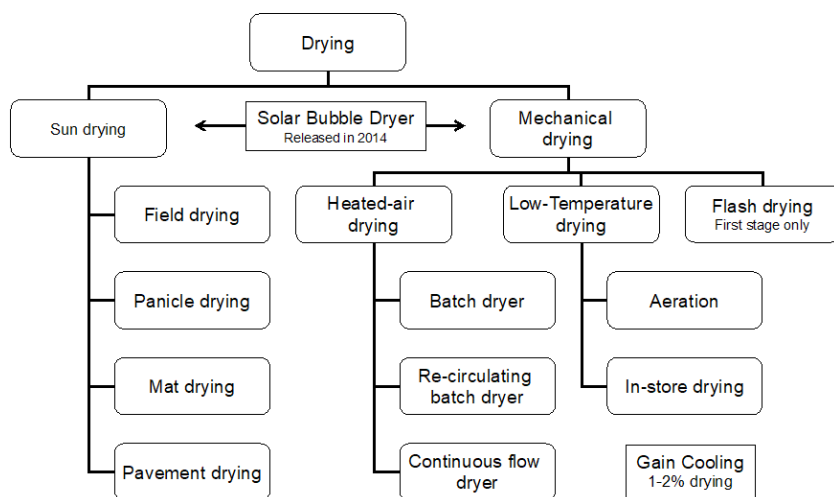 Drying
Sun drying
Solar Bubble Dryer
Released in 2014
Mechanical
drying
Field drying
Heated-air
drying
Low-Temperature
drying
Flash drying
First stage only
Panicle drying
Batch dryer
Aeration
Mat drying
Re-circulating
batch dryer
In-store drying
Pavement drying
Continuous flow
dryer
Gain Cooling
1-2% drying